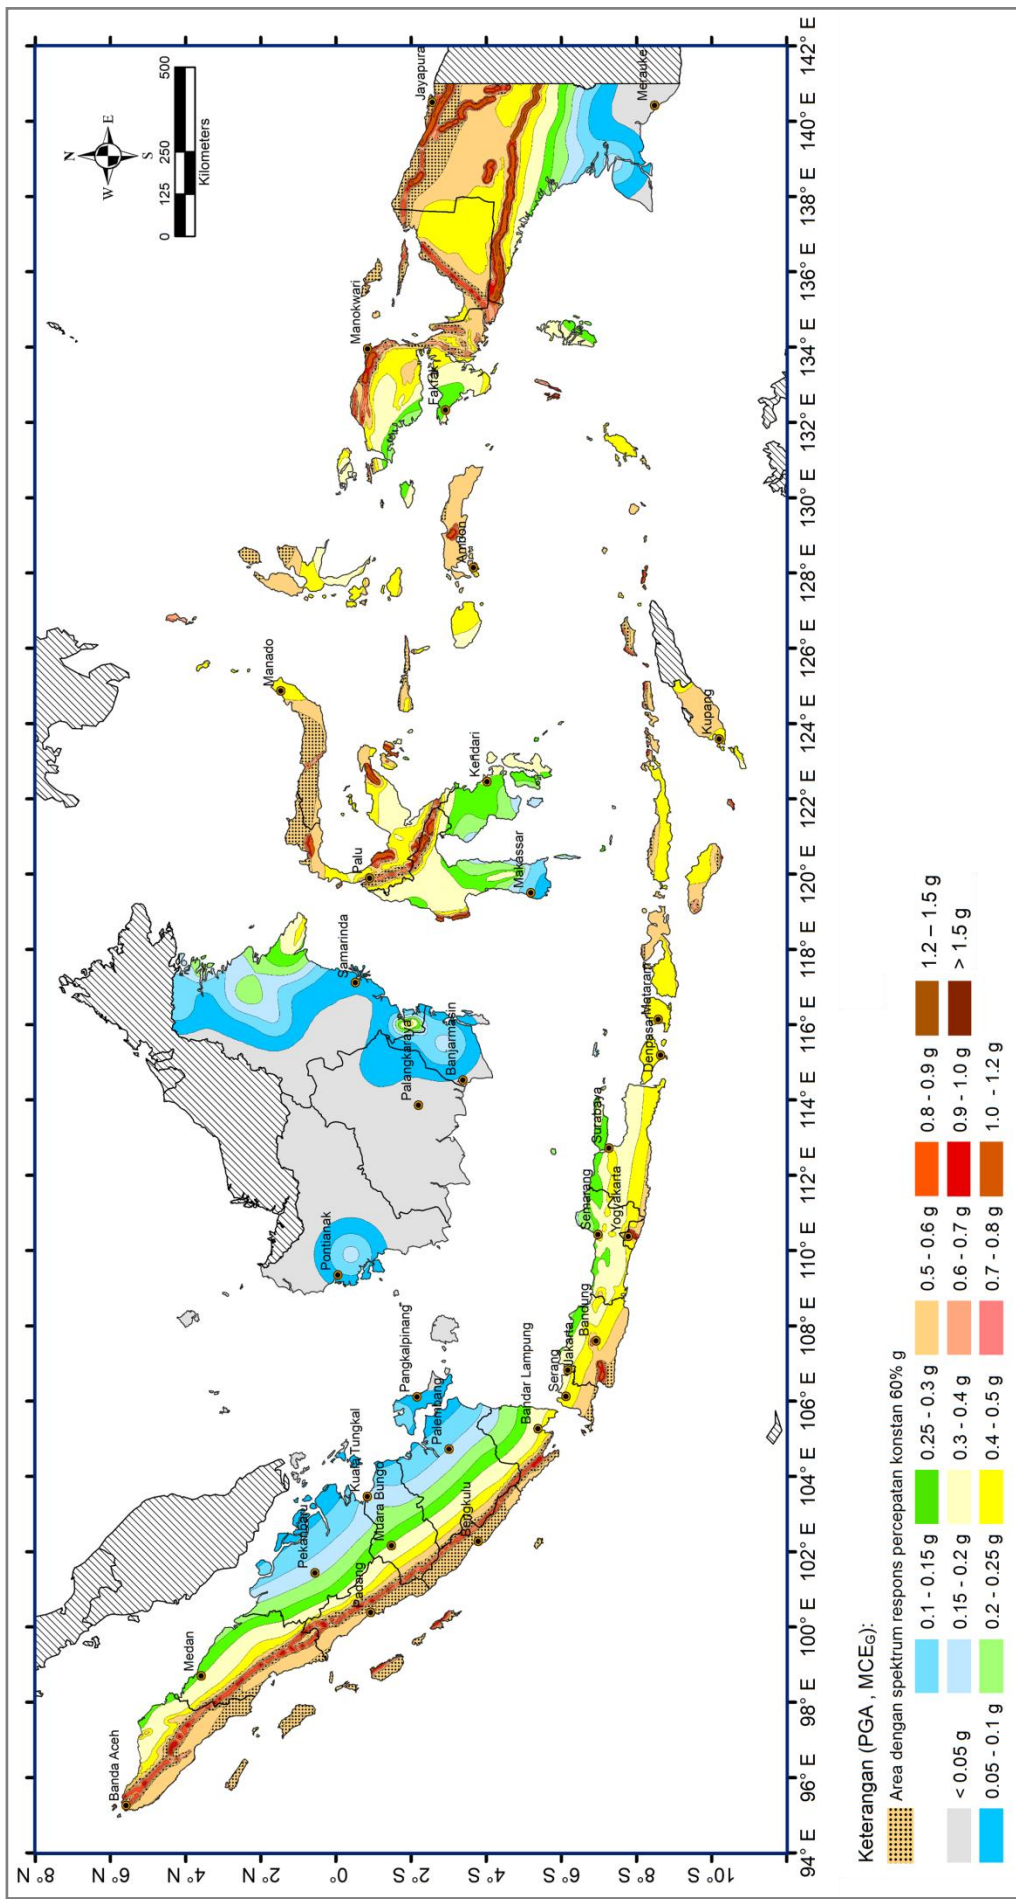 8° N
6° N
4° N
2° N
0°
2° S
4° S
6° S
8° S
10° S
94° E
96° E
98° E
100° E
102° E
104° E
106° E
108° E
110° E
112° E
114° E
116° E
118° E
120° E
122° E
124° E
126° E
128° E
130° E
132° E
134° E
136° E
138° E
140° E
142° E
N
W
E
S
0
125
250
500
Kilometers
Banda Aceh
Medan
Pekanbaru
Padang
Kuala Tungkal
Muara Bungo
Bengkulu
Pangkalpinang
Palembang
Bandar Lampung
Serang
Jakarta
Bandung
Semarang
Yogyakarta
Surabaya
Denpasar
Mataram
Pontianak
Palangkaraya
Banjarmasin
Samarinda
Palu
Manado
Makassar
Kendari
Kupang
Ambon
Fakfak
Manokwari
Jayapura
Merauke
Keterangan (PGA , MCEG):
Area dengan spektrum respons percepatan konstan 60% g
< 0.05 g
0.05 - 0.1 g
0.1 - 0.15 g
0.15 - 0.2 g
0.2 - 0.25 g
0.25 - 0.3 g
0.3 - 0.4 g
0.4 - 0.5 g
0.5 - 0.6 g
0.6 - 0.7 g
0.7 - 0.8 g
0.8 - 0.9 g
0.9 - 1.0 g
1.0 - 1.2 g
1.2 – 1.5 g
> 1.5 g